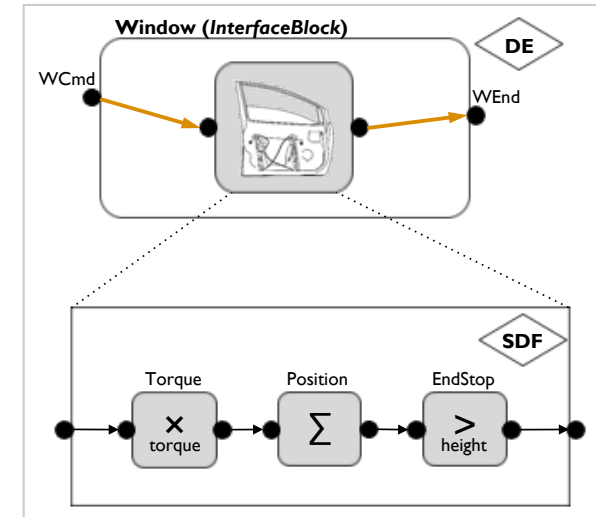 Window (InterfaceBlock)
DE
WCmd
WEnd
SDF
Torque
Position
EndStop
×
torque
∑
>
height